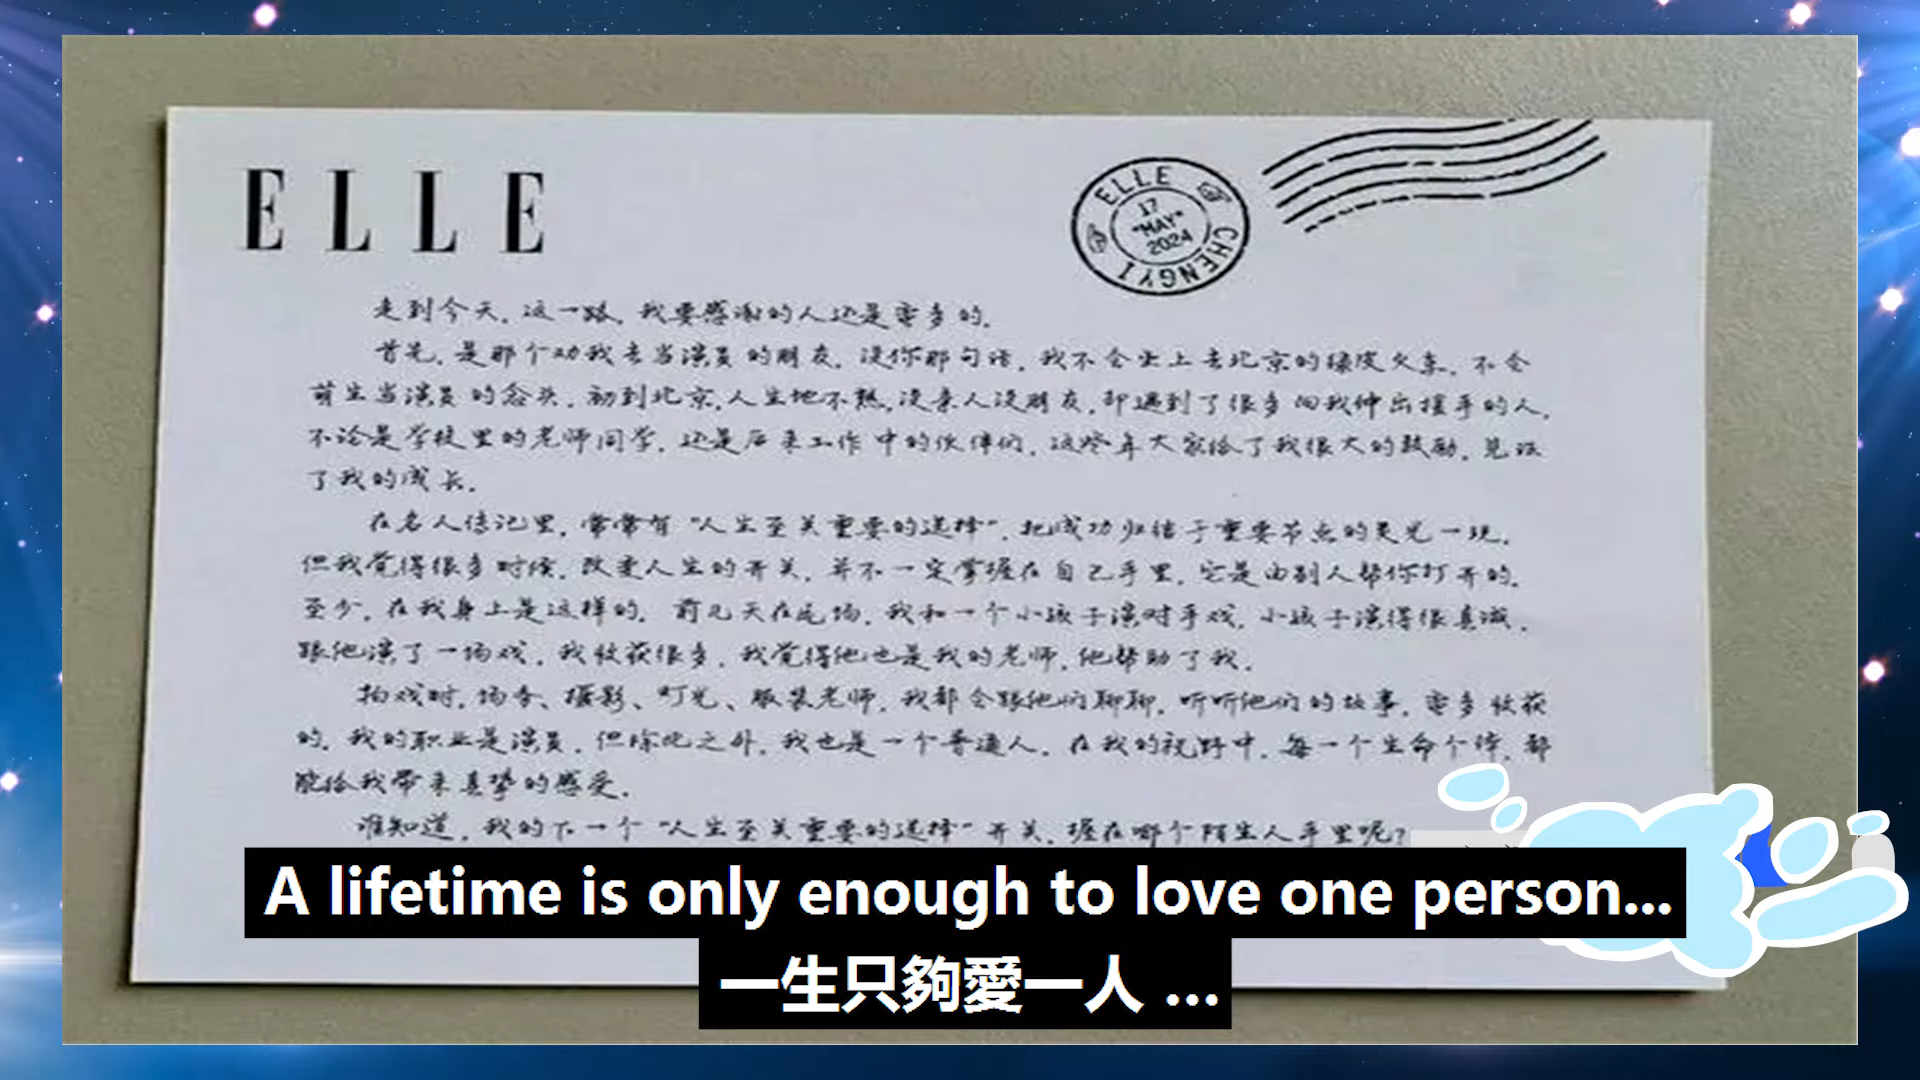 ELLE
ELLE
17
"MAY"
2024
CHENGYI
走到今天，这一路，我要感谢的人还是蛮多的。
首先，是那个劝我去当演员的朋友，没你那句话，我不会坐上去北京的绿皮火车，不会
萌生当演员的念头。初到北京，人生地不熟，没亲人没朋友，却遇到了很多向我伸出援手的人，
不论是学校里的老师同学，还是后来工作中的伙伴们，这些年大家给了我很大的鼓励，见证
了我的成长。
在名人传记里，常常有“人生至关重要的选择”，把成功归结于重要节点的灵光一现。
但我觉得很多时候，改变人生的开关，并不一定掌握在自己手里，它是由别人帮你打开的。
至少，在我身上是这样的。前几天在片场，我和一个小孩子演对手戏，小孩子演得很真诚，
跟他演了一场戏，我收获很多，我觉得他也是我的老师，他帮助了我。
拍戏时，场务、摄影、灯光、服装老师，我都会跟他们聊聊，听听他们的故事，蛮多收获
的。我的职业是演员，但除此之外，我也是一个普通人，在我的视野中，每一个生命个体，都
能给我带来真挚的感受。
谁知道，我的下一个“人生至关重要的选择”开关，握在哪个陌生人手里呢？
A lifetime is only enough to love one person...
一生只夠愛一人 ...